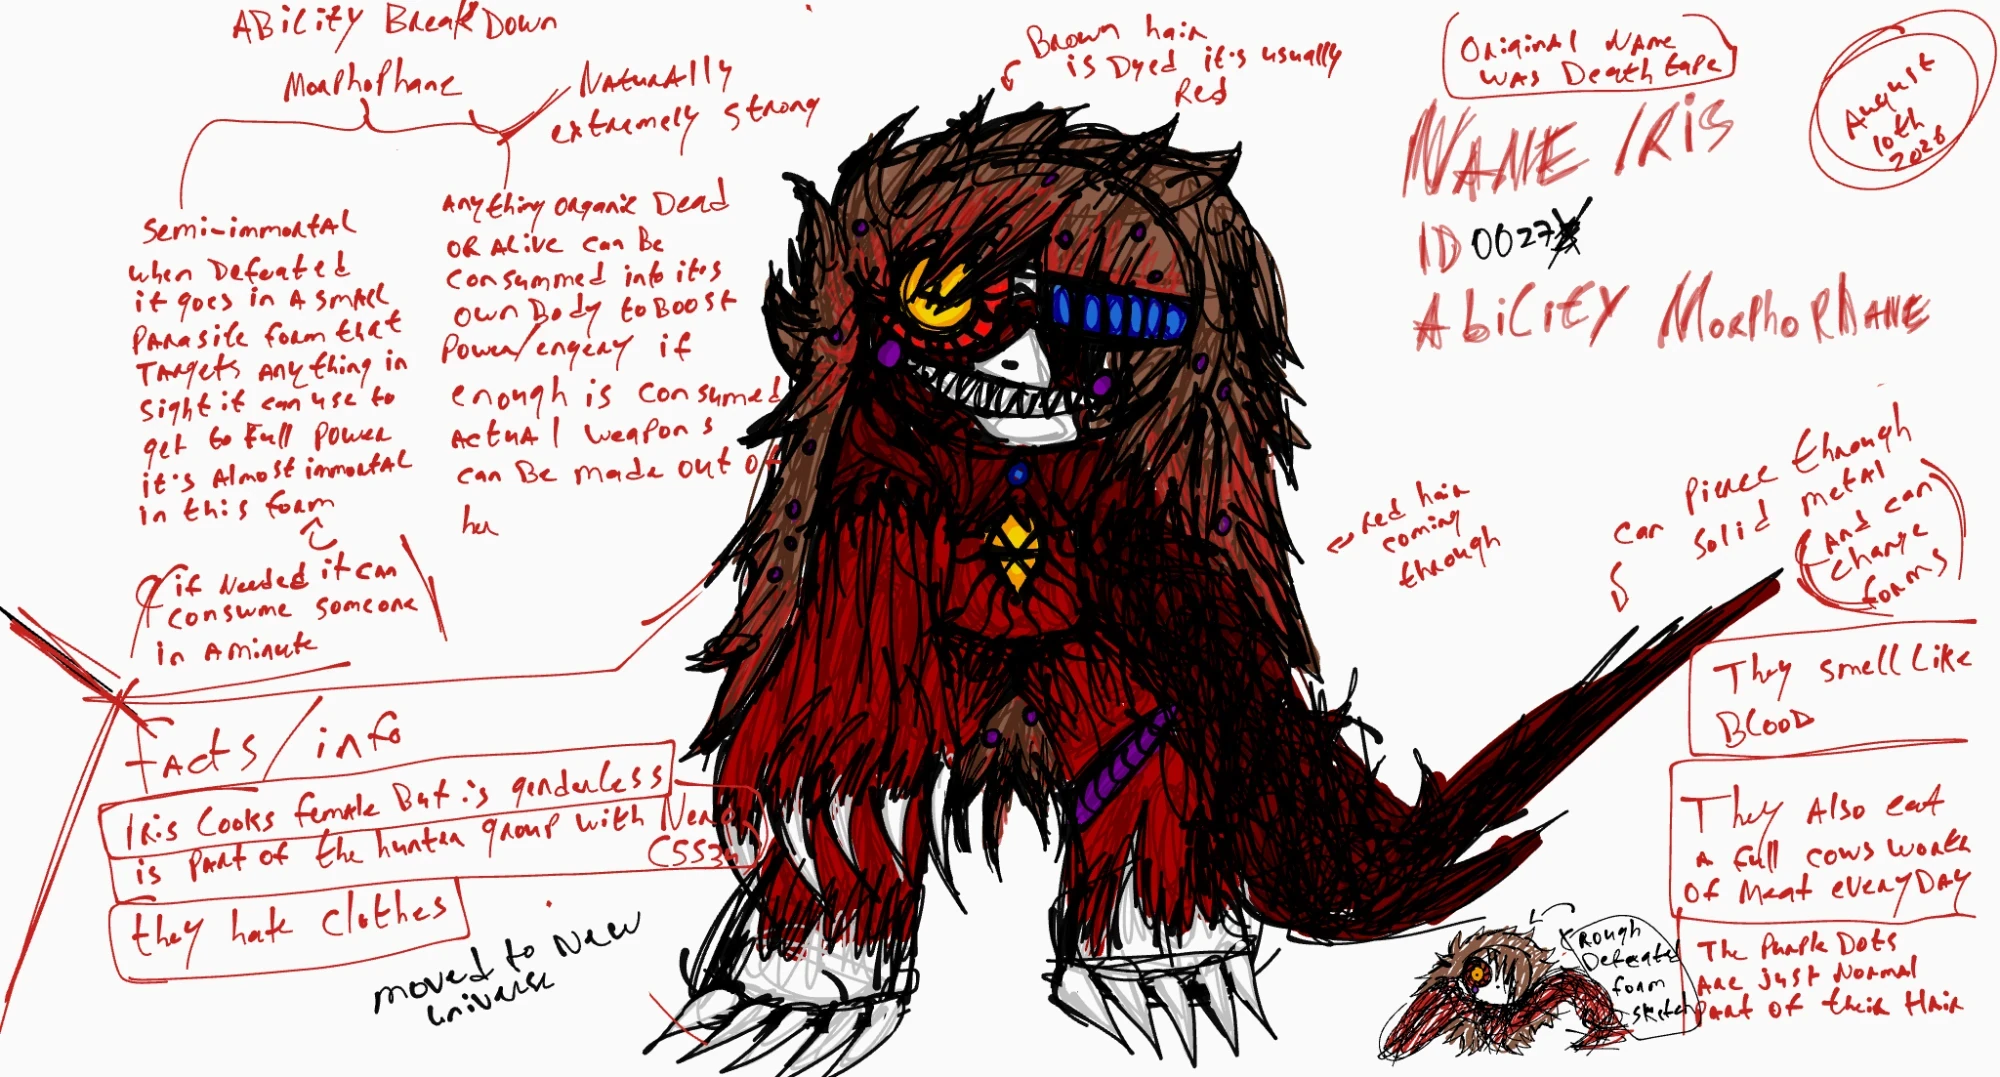 ABility BreakDown
Morphophane
Naturally
extremely strong
Semi-immortal
when Defeated
it goes in A small
Parasite form that
Targets anything in
sight it can use to
get to full power
it's Almost immortal
in this form
if Needed it can
consume someone
in A minute
Anything organic Dead
OR Alive can Be
consummed into it's
own Body to Boost
Power/engery if
enough is consumed
Actual weapons
can Be made out of
her
Brown hair
is Dyed it's usually
Red
Original Name
was Deathtape
Name Iris
ID 0027
Ability Morphophane
August
10th
Red hair
coming
through
can Pierce through
solid metal
And can
change
forms
They smell Like
Blood
They Also eat
A full cows worth
Of Meat everyDay
The Purple Dots
Are just Normal
Part of their Hair
rough
Defeated
form
sketch
facts/info
Iris Looks female But is genderless
is Part of the hunter group with
they hate clothes
moved to New
universe